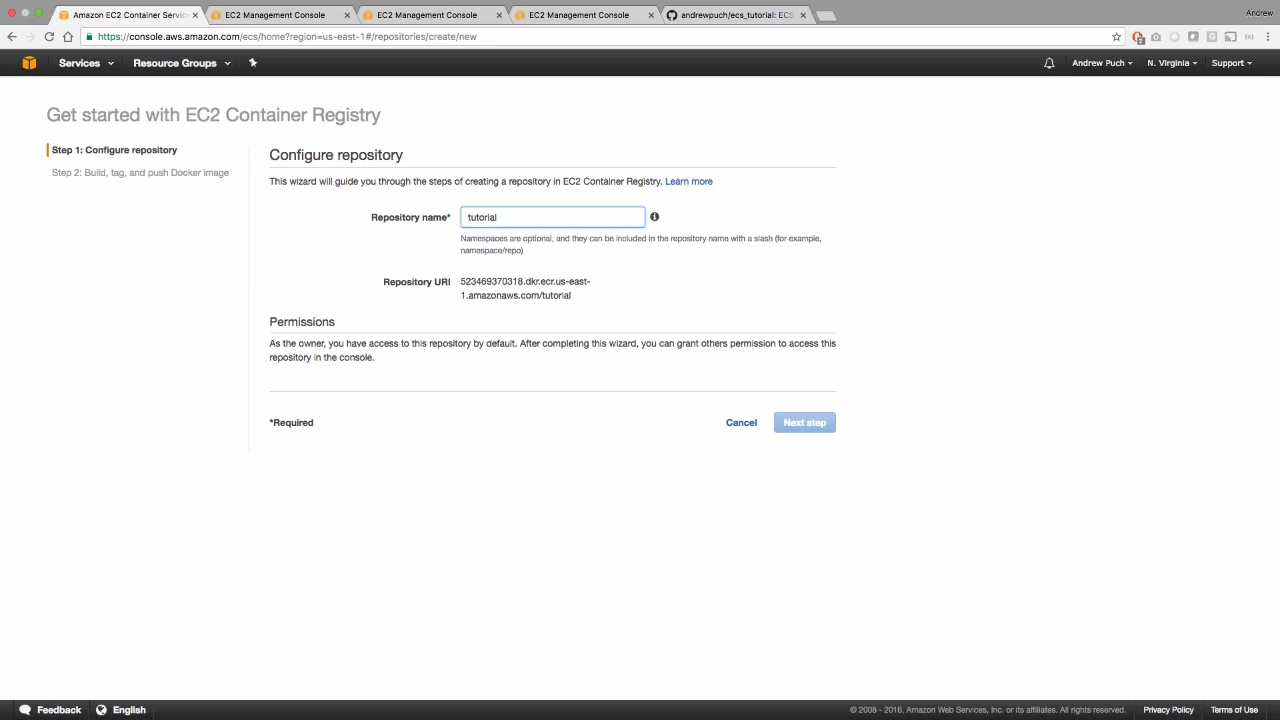 Amazon EC2 Container Servic
EC2 Management Console
EC2 Management Console
EC2 Management Console
andrewpuch/ecs_tutorial: ECS
Andrew
https://console.aws.amazon.com/ecs/home?region=us-east-1#/repositories/create/new
Services
Resource Groups
Andrew Puch
N. Virginia
Support
Get started with EC2 Container Registry
Step 1: Configure repository
Step 2: Build, tag, and push Docker image
Configure repository
This wizard will guide you through the steps of creating a repository in EC2 Container Registry. Learn more
Repository name*
tutorial
Namespaces are optional, and they can be included in the repository name with a slash (for example,
namespace/repo)
Repository URI
523469370318.dkr.ecr.us-east-
1.amazonaws.com/tutorial
Permissions
As the owner, you have access to this repository by default. After completing this wizard, you can grant others permission to access this
repository in the console.
*Required
Cancel
Next step
Feedback
English
© 2008 - 2016, Amazon Web Services, Inc. or its affiliates. All rights reserved.
Privacy Policy
Terms of Use